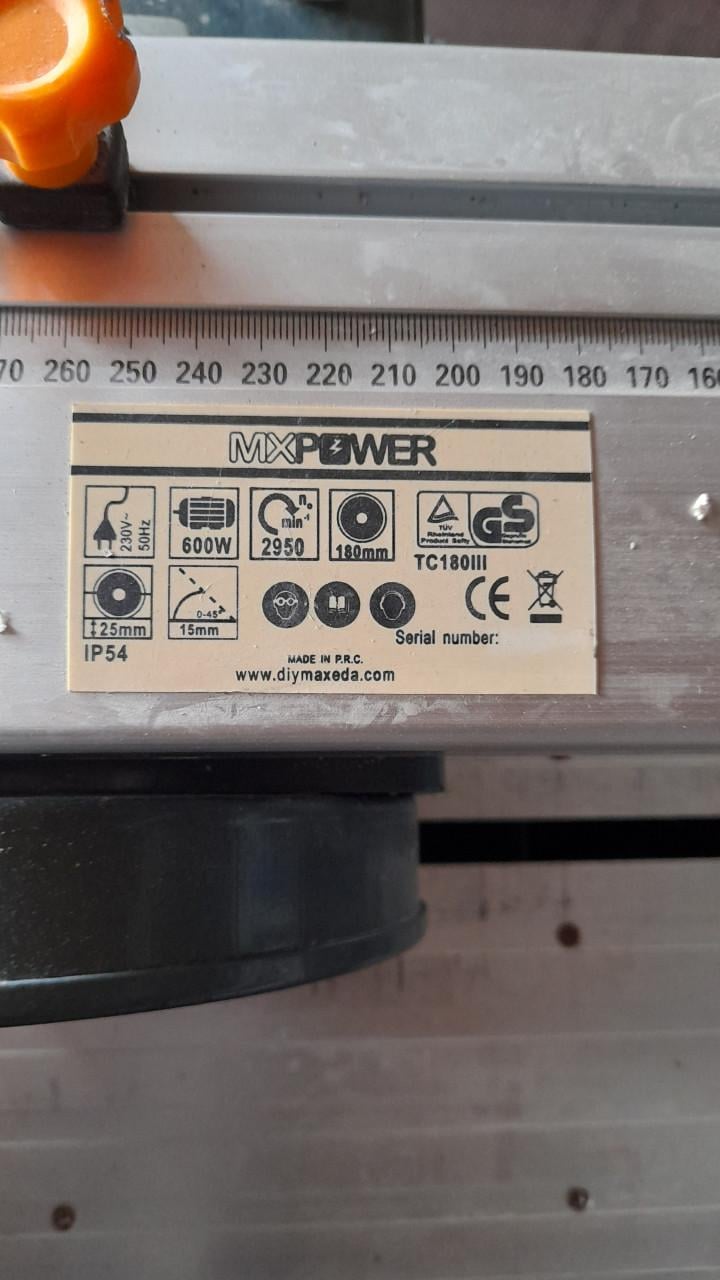 260 250 240 230 220 210 200 190 180 170
MXPOWER
230V~
50Hz
600W
n₀
min⁻¹
2950
180mm
TÜV
Rheinland
Product Safety
GS
TC180III
25mm
0-45°
15mm
CE
Serial number:
IP54
MADE IN P.R.C.
www.diymaxeda.com